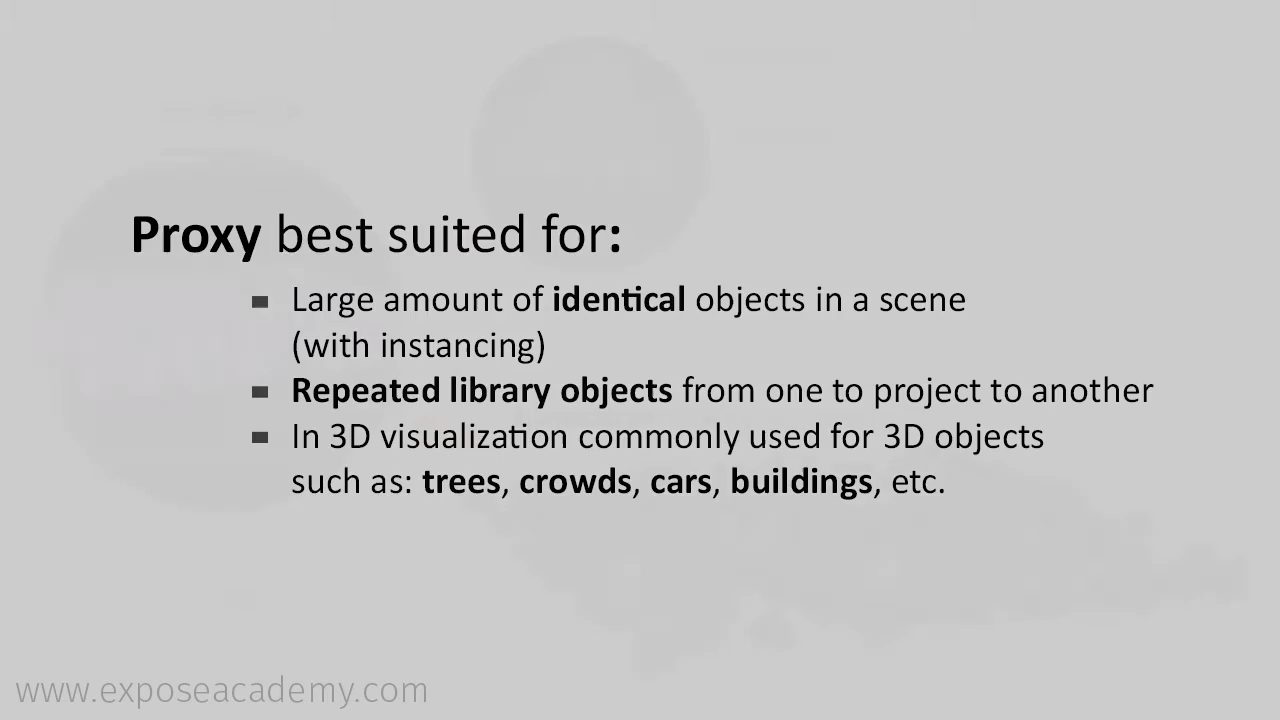 Proxy best suited for:
Large amount of identical objects in a scene
(with instancing)
Repeated library objects from one to project to another
In 3D visualization commonly used for 3D objects
such as: trees, crowds, cars, buildings, etc.
www.exposeacademy.com